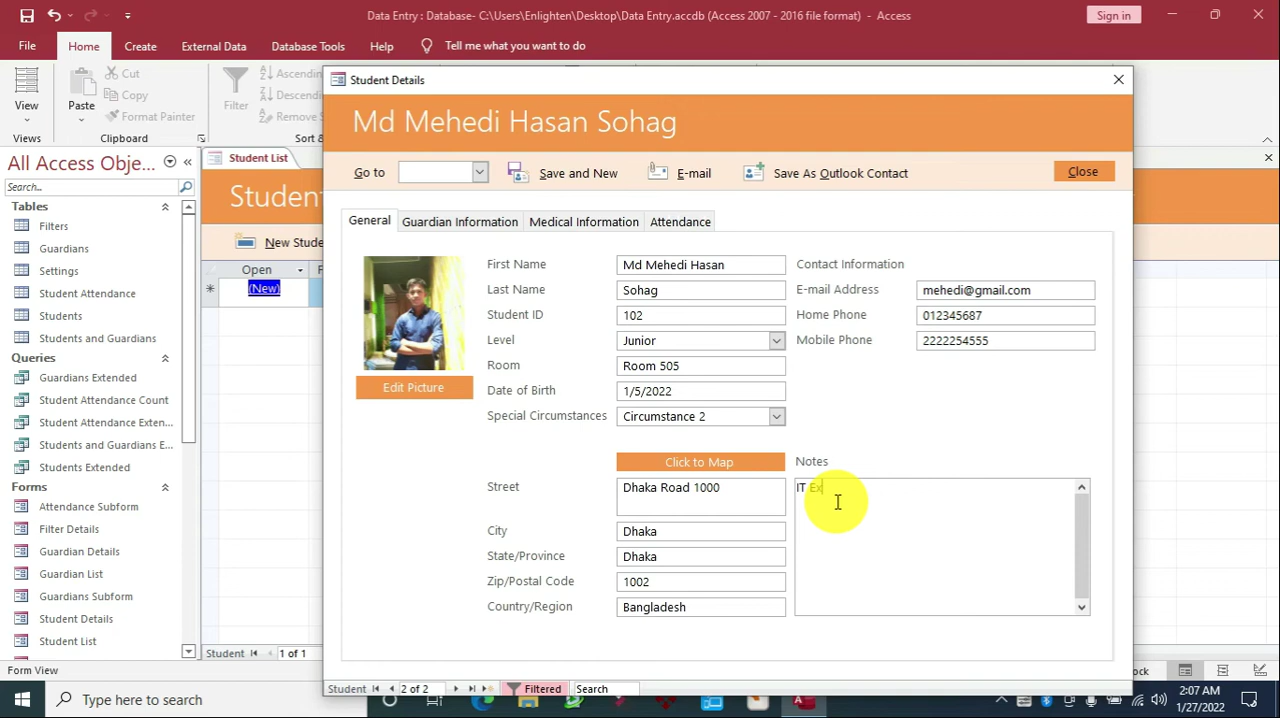 Data Entry : Database- C:\Users\Enlighten\Desktop\Data Entry.accdb (Access 2007 - 2016 file format) - Access
Sign in
File Home Create External Data Database Tools Help Tell me what you want to do
View
Views
Paste
Cut
Copy
Format Painter
Clipboard
Filter
Ascending
Descendi
Remove S
Sort &
All Access Obje...
Search...
Tables
Filters
Guardians
Settings
Student Attendance
Students
Students and Guardians
Queries
Guardians Extended
Student Attendance Count
Student Attendance Exten...
Students and Guardians E...
Students Extended
Forms
Attendance Subform
Filter Details
Guardian Details
Guardian List
Guardians Subform
Student Details
Student List
Student List
Student
New Stude
Open
F
(New)
Student 1 of 1
Student Details
Md Mehedi Hasan Sohag
Go to Save and New E-mail Save As Outlook Contact Close
General Guardian Information Medical Information Attendance
Edit Picture
First Name Md Mehedi Hasan
Last Name Sohag
Student ID 102
Level Junior
Room Room 505
Date of Birth 1/5/2022
Special Circumstances Circumstance 2
Contact Information
E-mail Address mehedi@gmail.com
Home Phone 012345687
Mobile Phone 2222254555
Click to Map
Street Dhaka Road 1000
City Dhaka
State/Province Dhaka
Zip/Postal Code 1002
Country/Region Bangladesh
Notes
IT Ex
Student 2 of 2 Filtered Search
Form View
ock
Type here to search
2:07 AM
1/27/2022